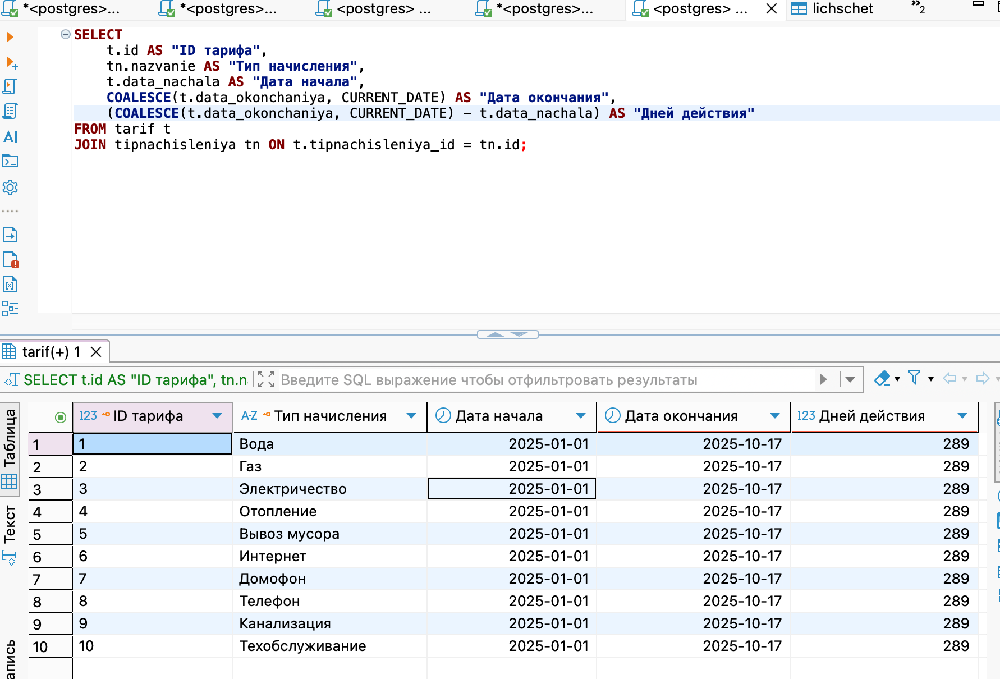 *<postgres>... *<postgres>... <postgres> ... *<postgres>... <postgres> ... lichschet »2
SELECT
t.id AS "ID тарифа",
tn.nazvanie AS "Тип начисления",
t.data_nachala AS "Дата начала",
COALESCE(t.data_okonchaniya, CURRENT_DATE) AS "Дата окончания",
(COALESCE(t.data_okonchaniya, CURRENT_DATE) - t.data_nachala) AS "Дней действия"
FROM tarif t
JOIN tipnachisleniya tn ON t.tipnachisleniya_id = tn.id;
AI
tarif(+) 1
SELECT t.id AS "ID тарифа", tn.n Введите SQL выражение чтобы отфильтровать результаты
Таблица
Текст
123 ID тарифа A-Z Тип начисления Дата начала Дата окончания 123 Дней действия
1 1 Вода 2025-01-01 2025-10-17 289
2 2 Газ 2025-01-01 2025-10-17 289
3 3 Электричество 2025-01-01 2025-10-17 289
4 4 Отопление 2025-01-01 2025-10-17 289
5 5 Вывоз мусора 2025-01-01 2025-10-17 289
6 6 Интернет 2025-01-01 2025-10-17 289
7 7 Домофон 2025-01-01 2025-10-17 289
8 8 Телефон 2025-01-01 2025-10-17 289
9 9 Канализация 2025-01-01 2025-10-17 289
10 10 Техобслуживание 2025-01-01 2025-10-17 289
апись